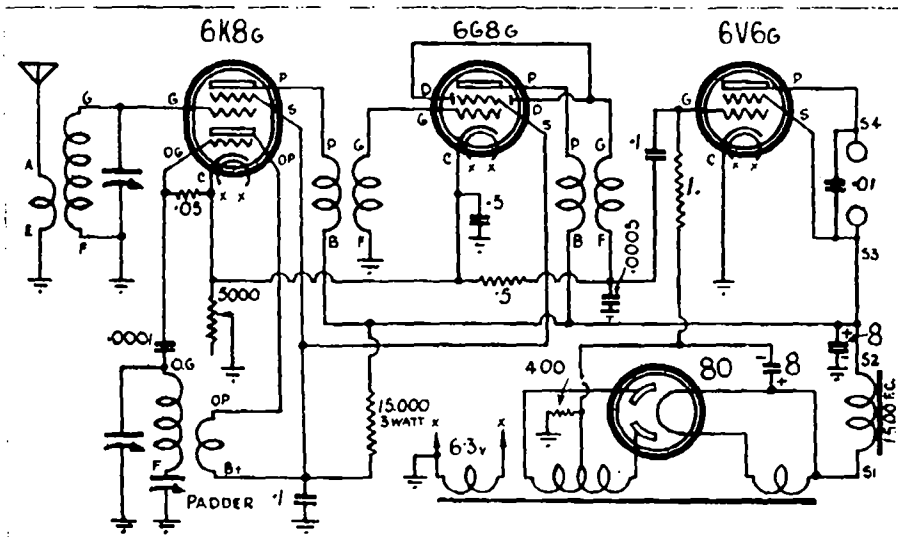 6K8G
6G8G
6V6G
P
S
G
OG
OP
C
x x
A
E
G
F
.05
5000
.0001
O.G
OP
F
B+
PADDER
.1
P
B
G
F
D
G
P
D
S
C
x x
.5
.5
P
B
G
F
.0005
.1
1.
G
P
S
C
x x
S4
.01
S3
+
8
S2
1500 F.C.
S1
15.000
3 WATT
x
6.3v
x
400
80
-
8
+